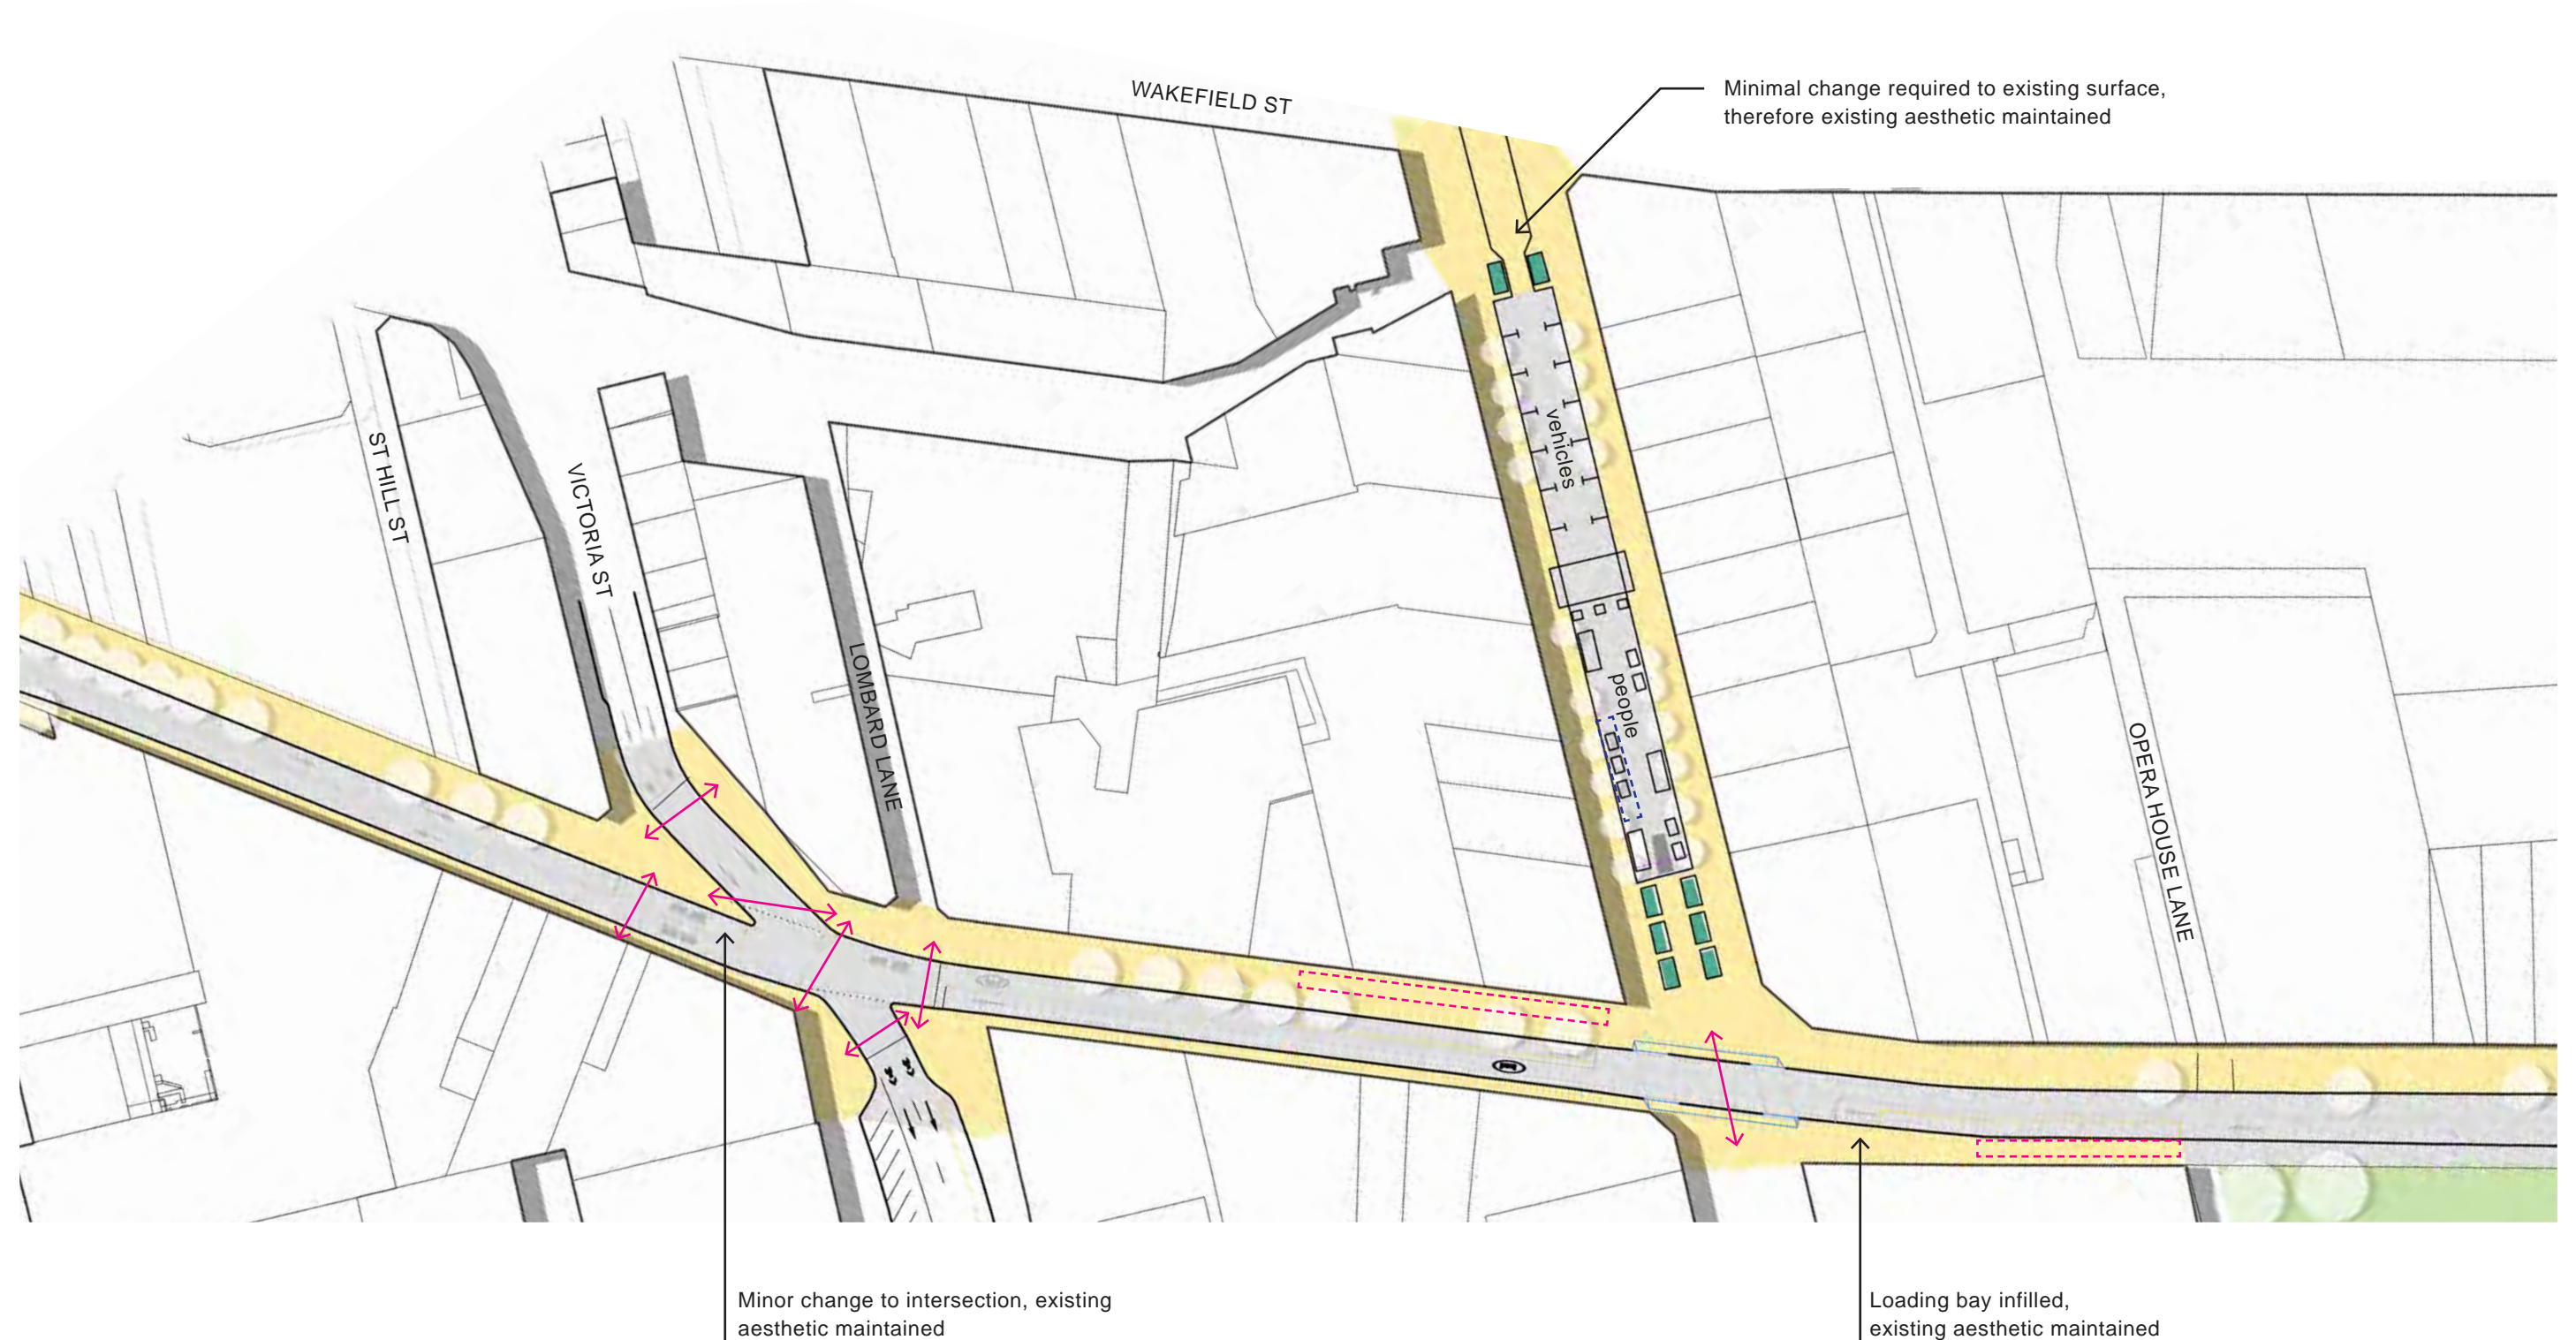 WAKEFIELD ST
Minimal change required to existing surface,
therefore existing aesthetic maintained
ST HILL ST
VICTORIA ST
LOMBARD LANE
vehicles
people
OPERA HOUSE LANE
Minor change to intersection, existing
aesthetic maintained
Loading bay infilled,
existing aesthetic maintained